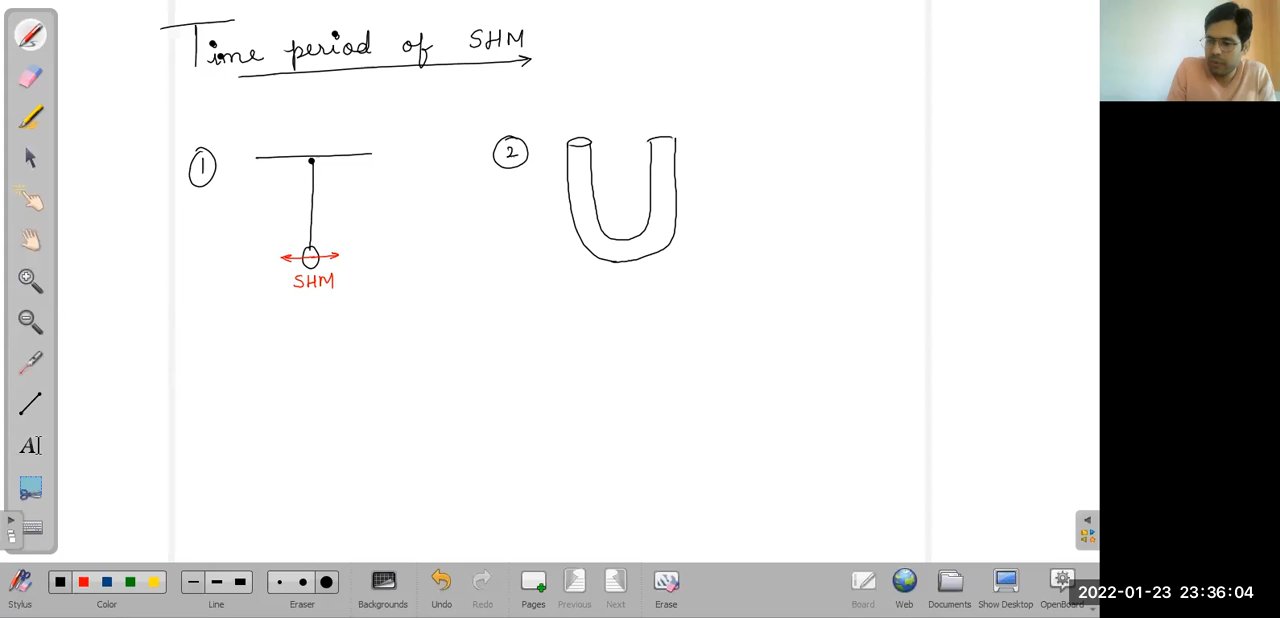 Time period of SHM
1
2
SHM
A
Stylus
Color
Line
Eraser
Backgrounds
Undo
Redo
Pages
Previous
Next
Erase
Board
Web
Documents
Show Desktop
OpenBoard
2022-01-23 23:36:04